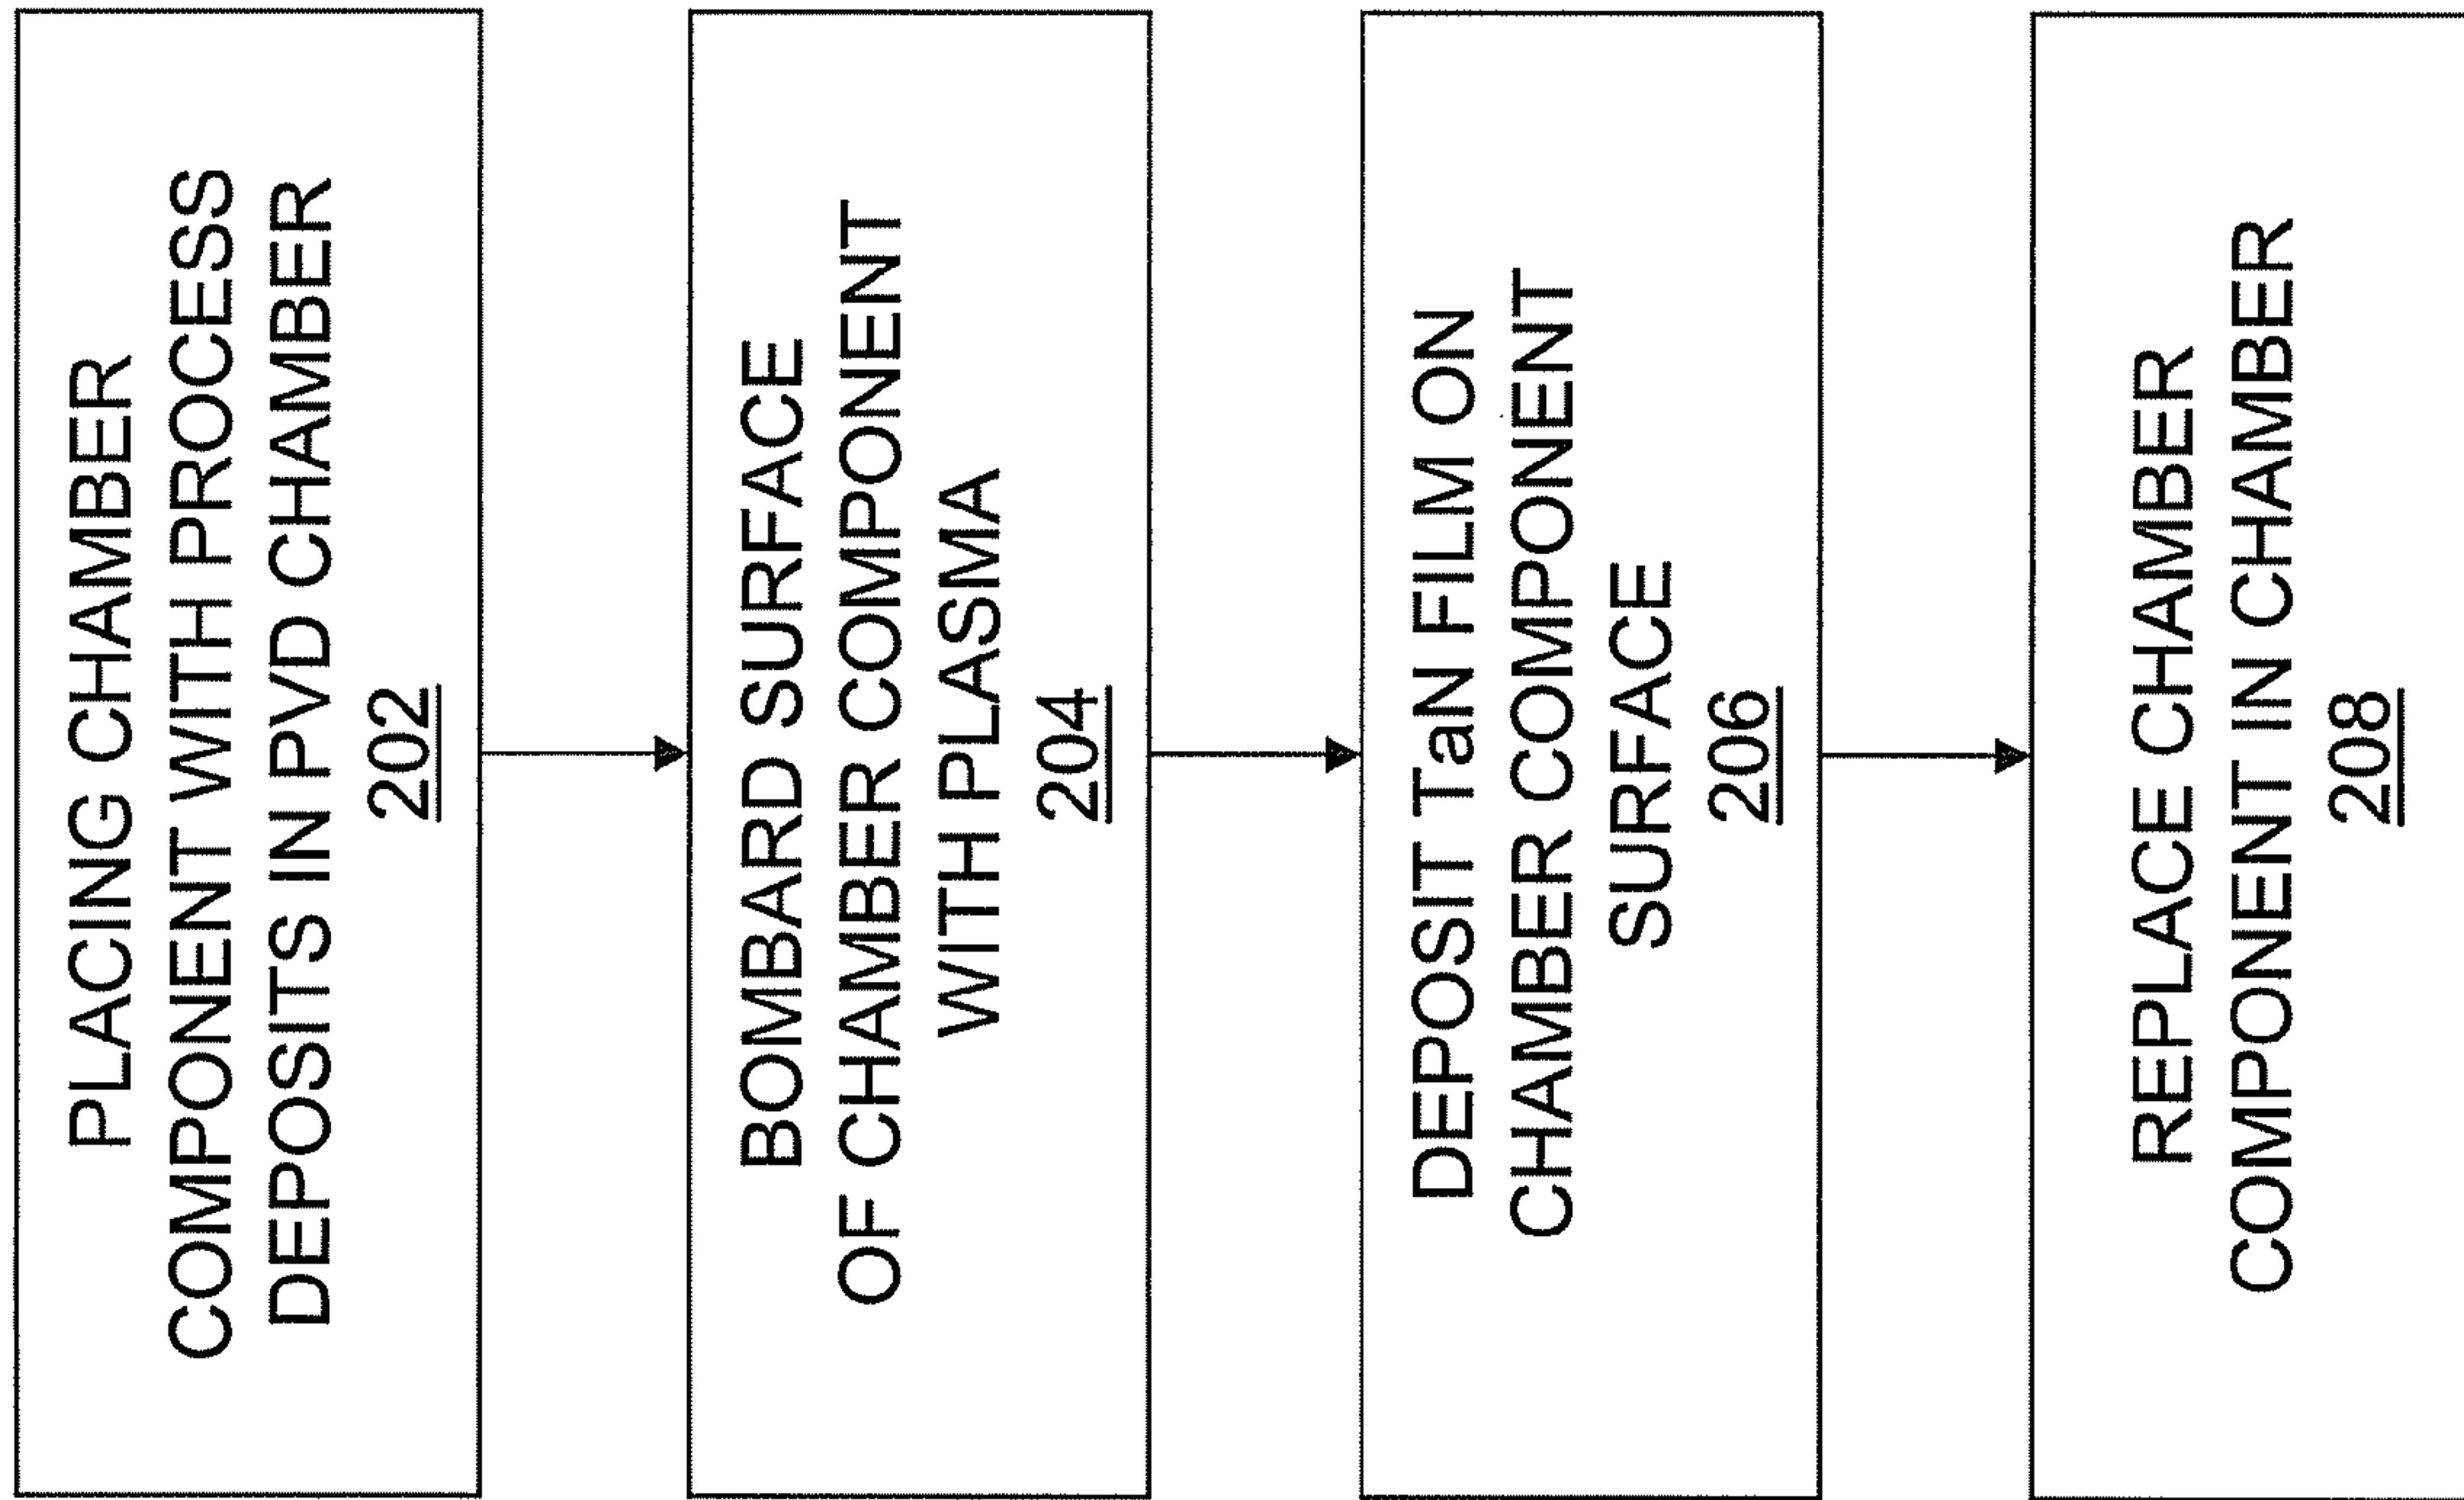 PLACING CHAMBER
COMPONENT WITH PROCESS
DEPOSITS IN PVD CHAMBER
202
BOMBARD SURFACE
OF CHAMBER COMPONENT
WITH PLASMA
204
DEPOSIT TaN FILM ON
CHAMBER COMPONENT
SURFACE
206
REPLACE CHAMBER
COMPONENT IN CHAMBER
208